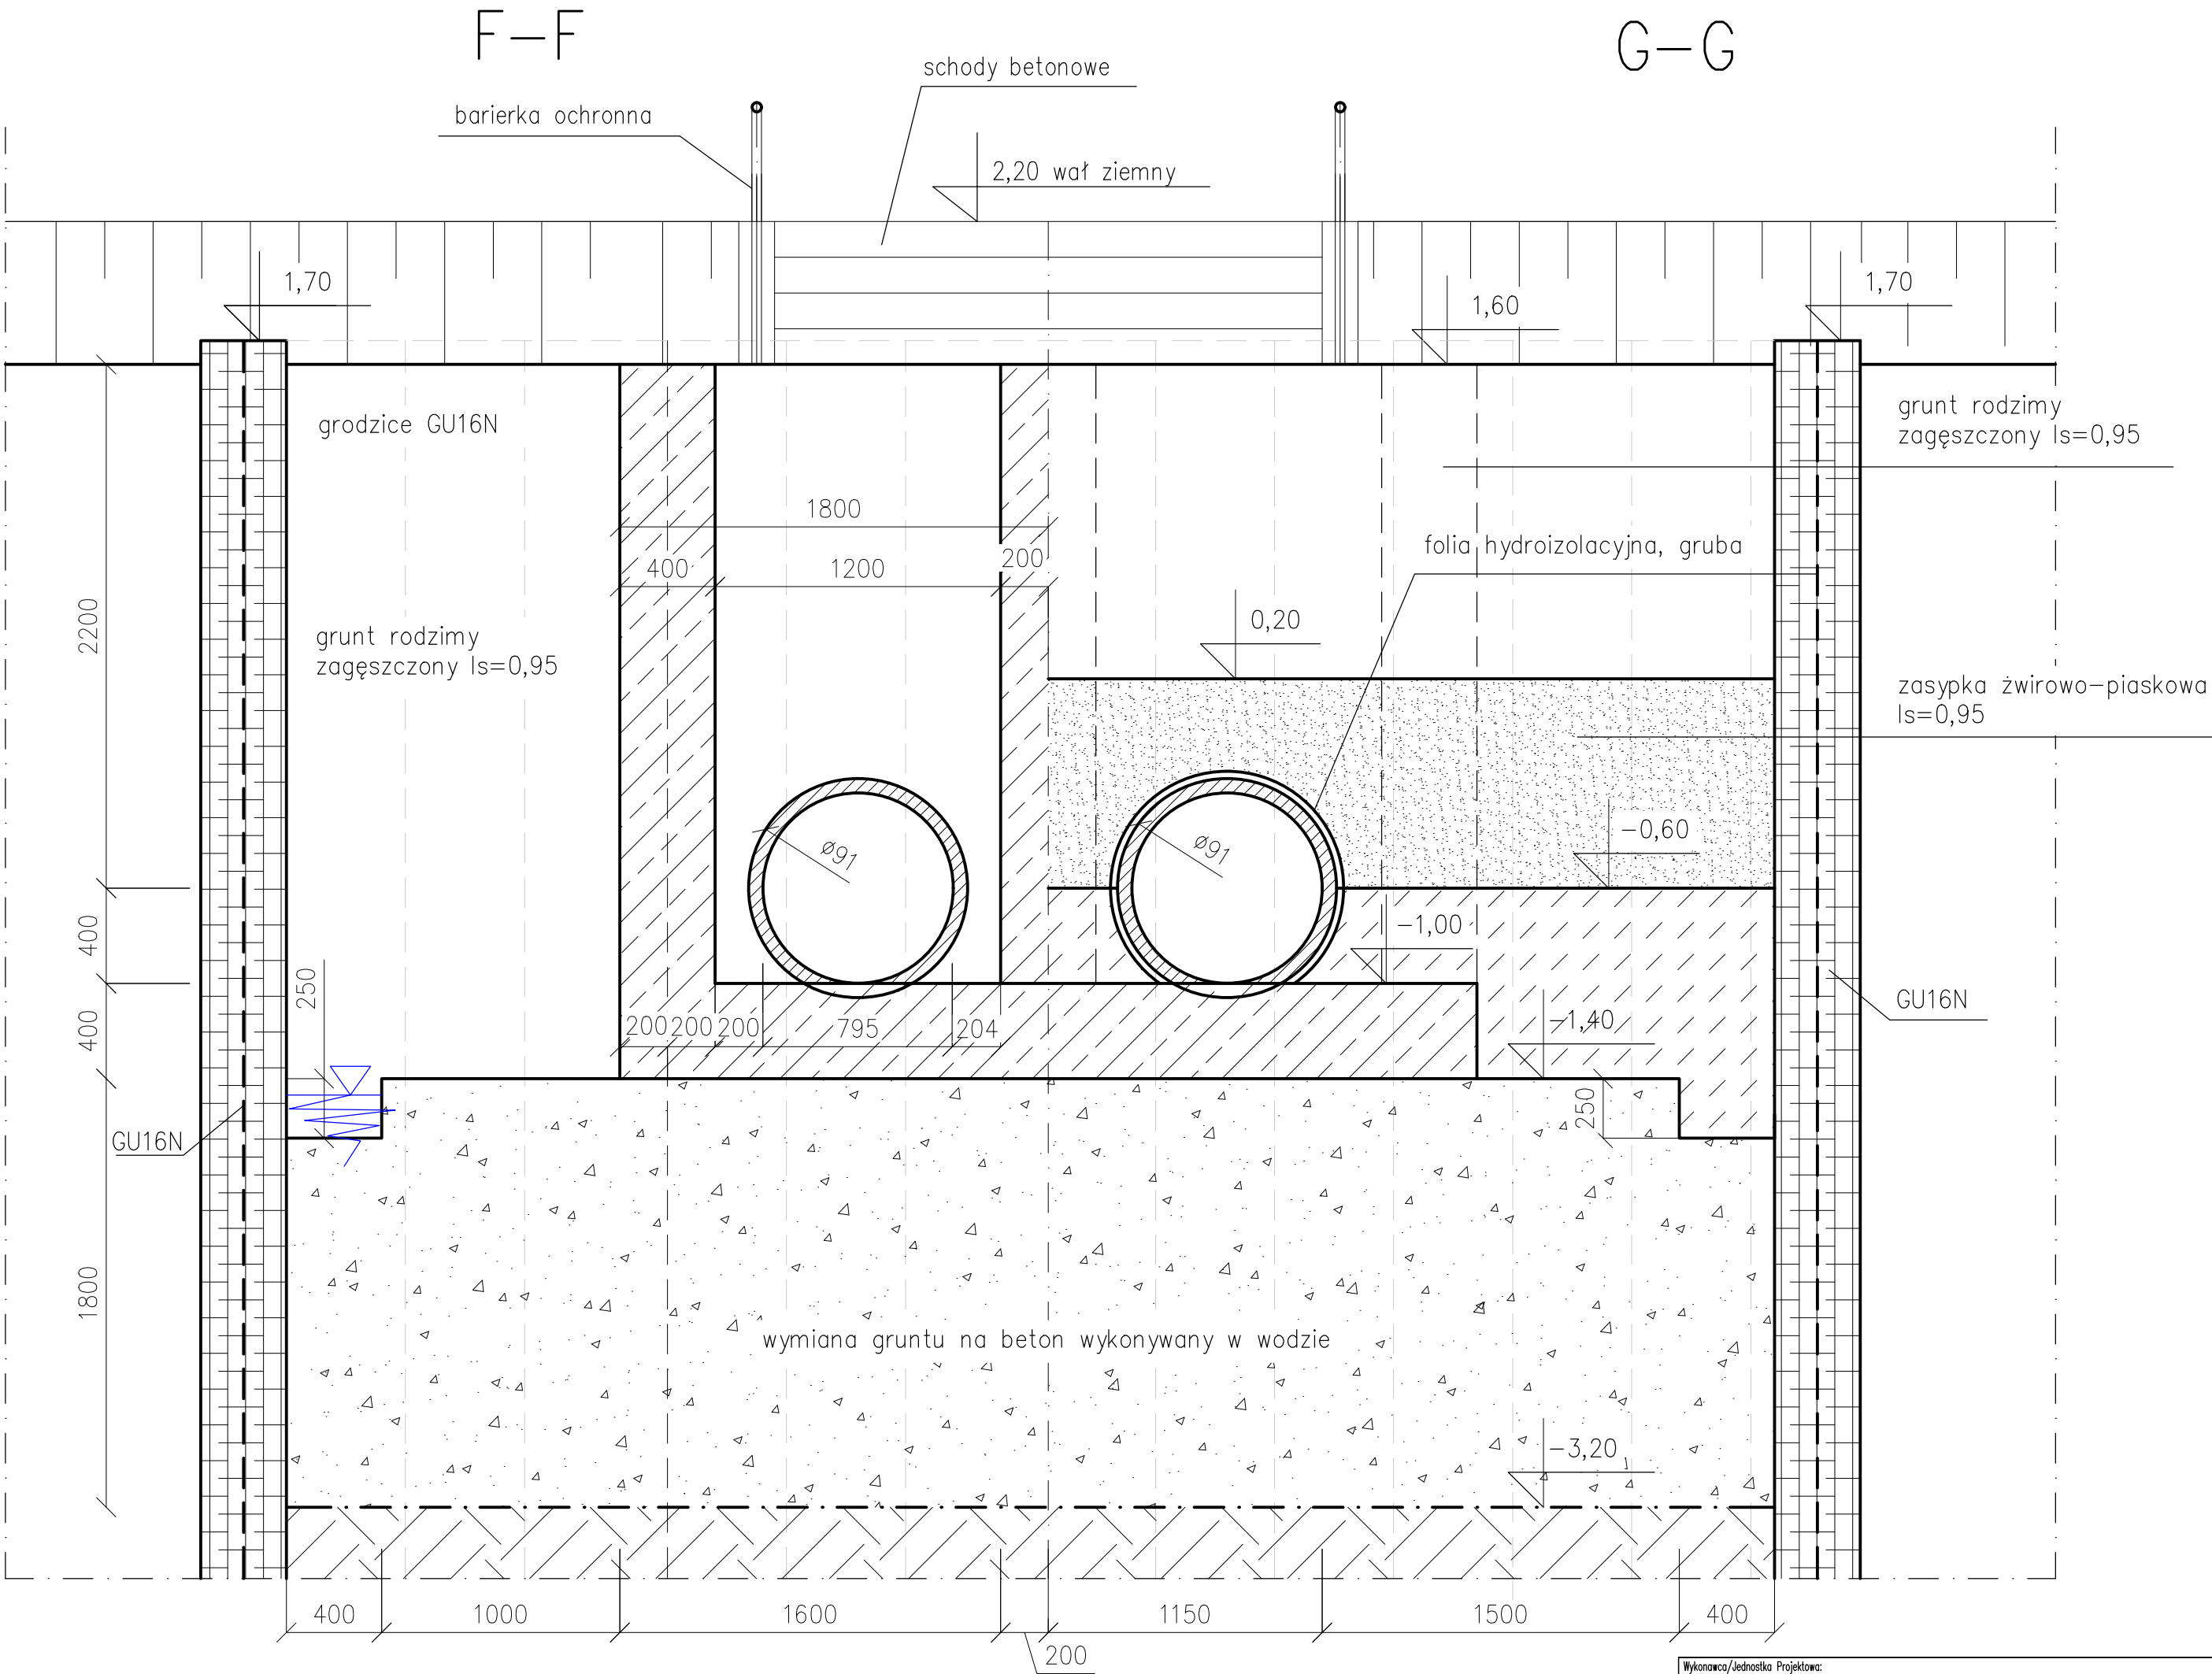 F-F
G-G
schody betonowe
barierka ochronna
2,20 wał ziemny
1,70
1,60
1,70
grodzice GU16N
grunt rodzimy
zagęszczony Is=0,95
1800
400
1200
200
folia hydroizolacyjna, gruba
2200
grunt rodzimy
zagęszczony Is=0,95
0,20
zasypka żwirowo-piaskowa
Is=0,95
ø91
ø91
-0,60
400
-1,00
250
GU16N
400
200
200
200
795
204
-1,40
250
GU16N
1800
wymiana gruntu na beton wykonywany w wodzie
-3,20
400
1000
1600
1150
1500
400
200
Wykonawca/Jednostka Projektowa: